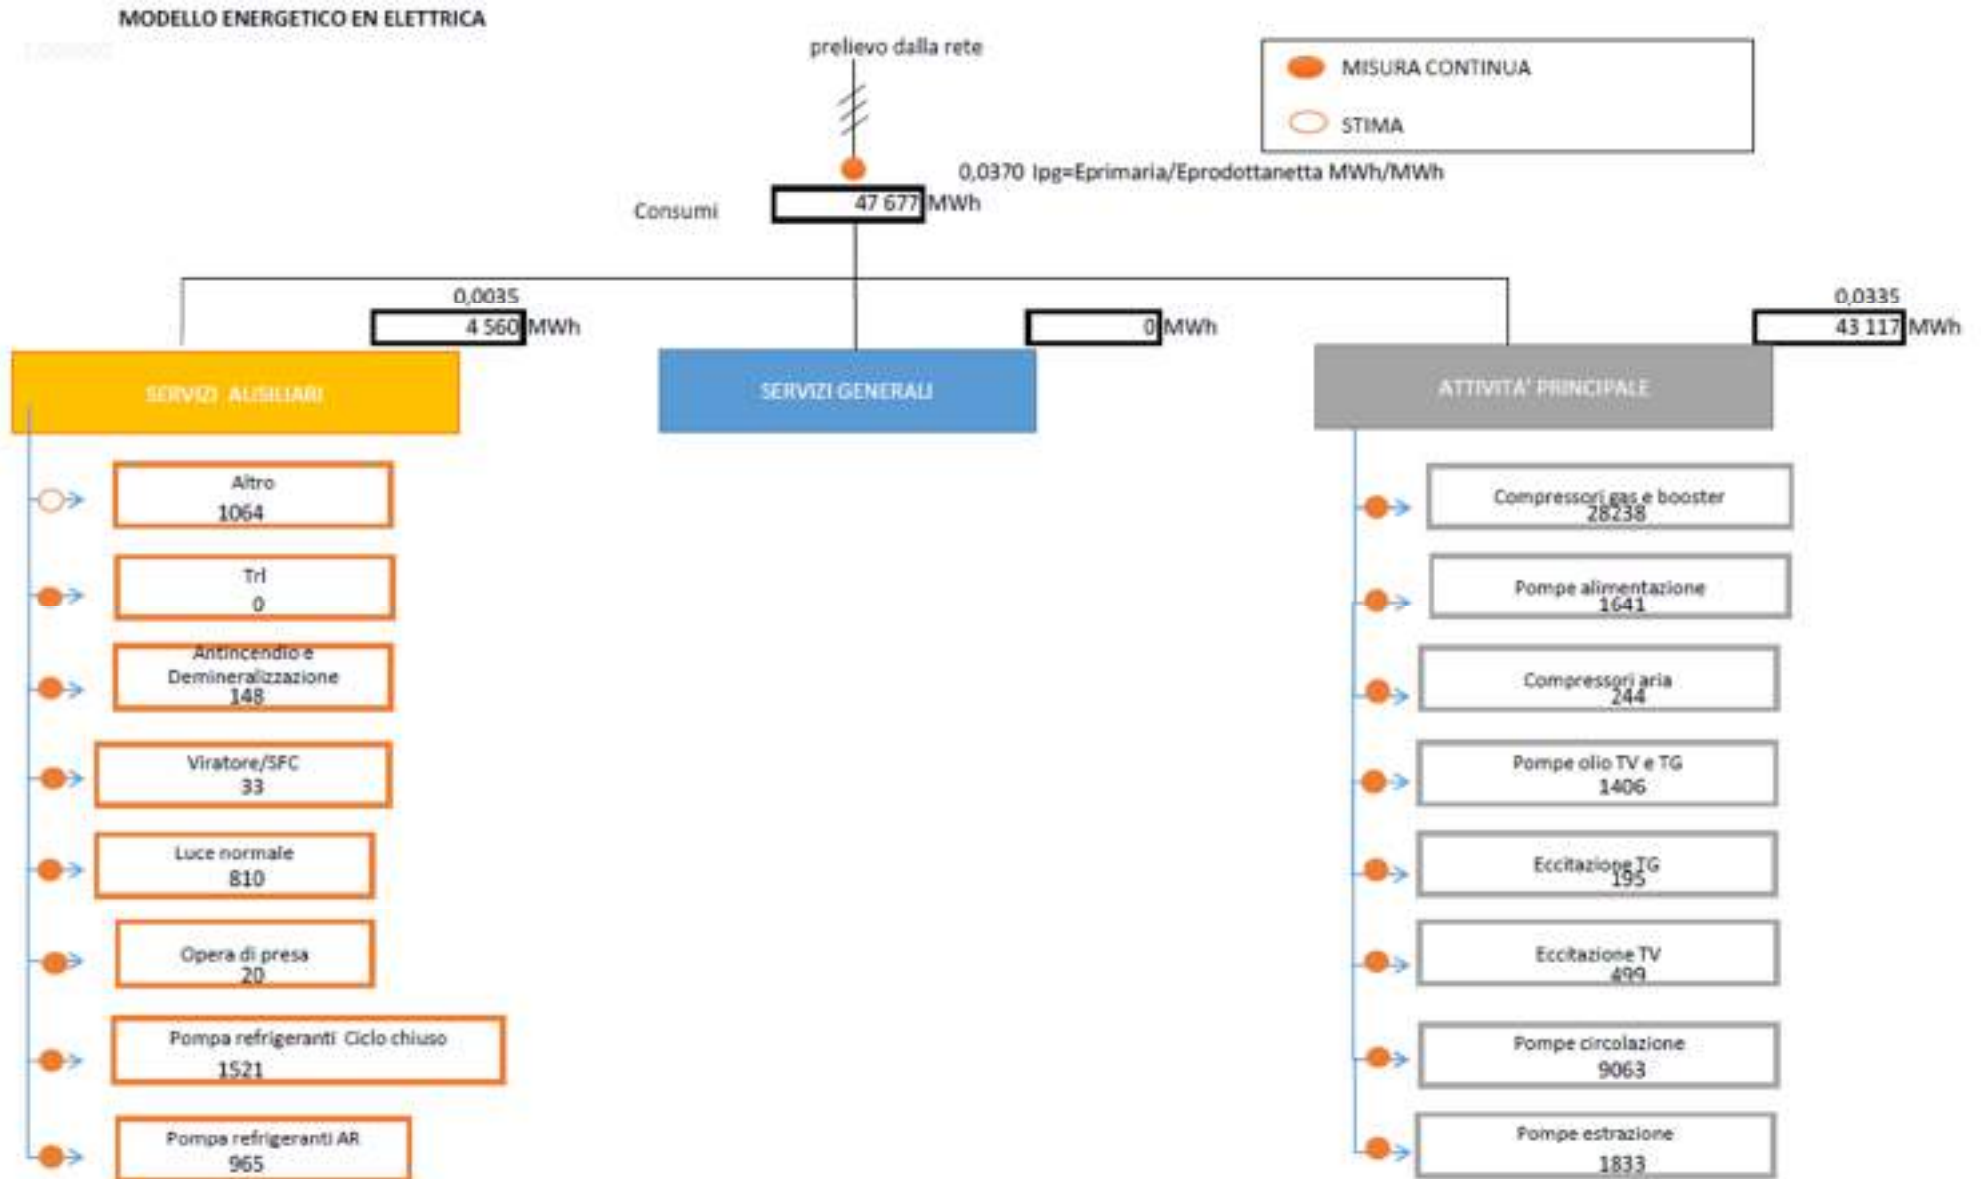 MODELLO ENERGETICO EN ELETTRICA
prelievo dalla rete
MISURA CONTINUA
STIMA
0,0370 Ipg=Eprimaria/Eprodottanetta MWh/MWh
Consumi
47 677 MWh
0,0035
4 560 MWh
0 MWh
0,0335
43 117 MWh
SERVIZI AUSILIARI
SERVIZI GENERALI
ATTIVITA' PRINCIPALE
Altro
1064
Trl
0
Antincendio e
Demineralizzazione
148
Viratore/SFC
33
Luce normale
810
Opera di presa
20
Pompa refrigeranti Ciclo chiuso
1521
Pompa refrigeranti AR
965
Compressori gas e booster
28238
Pompe alimentazione
1641
Compressori aria
244
Pompe olio TV e TG
1406
Eccitazione TG
195
Eccitazione TV
499
Pompe circolazione
9063
Pompe estrazione
1833